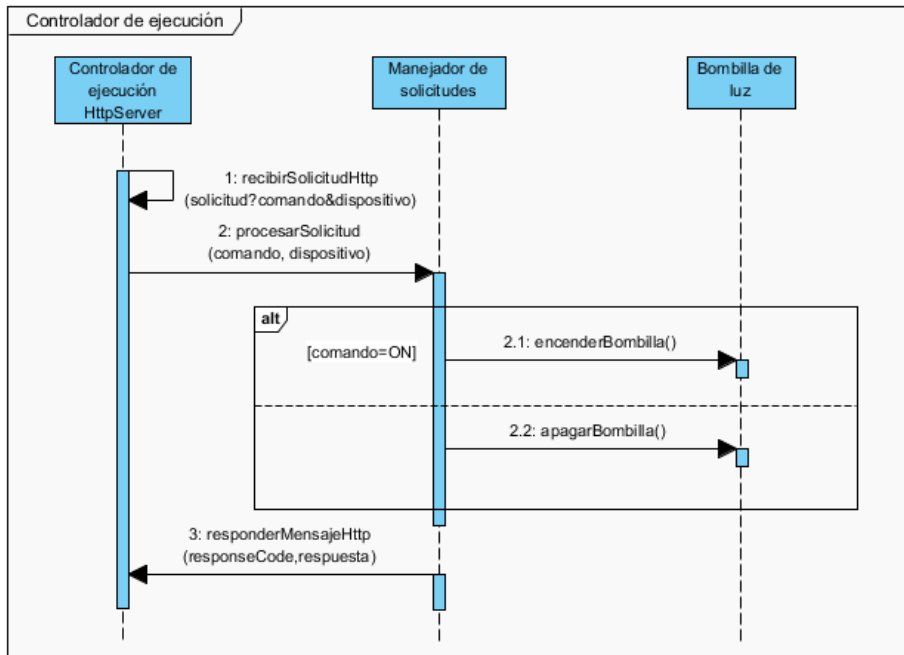 Controlador de ejecución
Controlador de
ejecución
HttpServer
Manejador de
solicitudes
Bombilla de
luz
1: recibirSolicitudHttp
(solicitud?comando&dispositivo)
2: procesarSolicitud
(comando, dispositivo)
alt
[comando=ON]
2.1: encenderBombilla()
2.2: apagarBombilla()
3: responderMensajeHttp
(responseCode,respuesta)